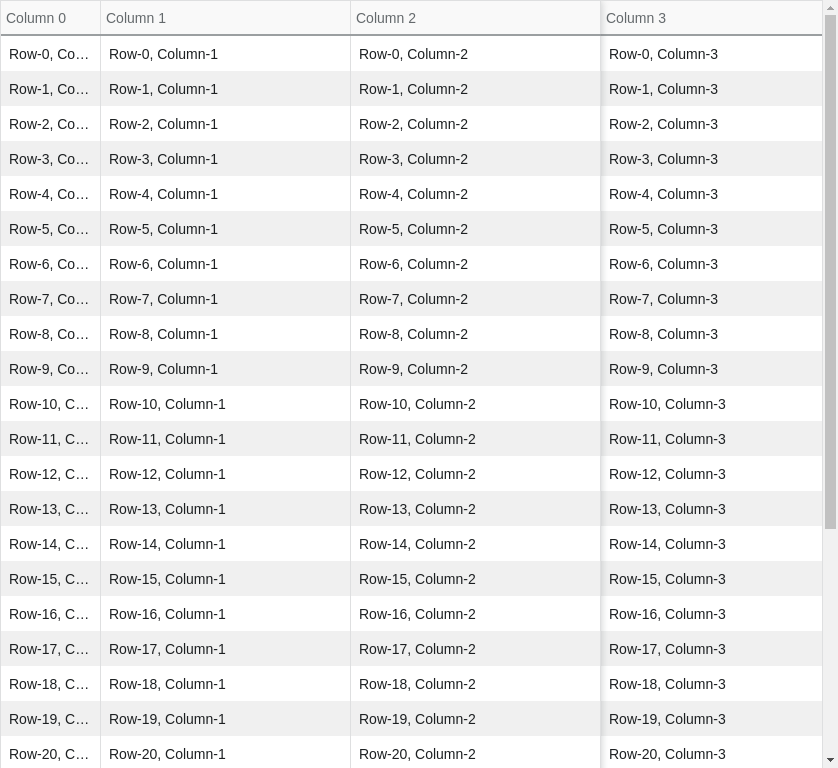 Column 0 Column 1 Column 2 Column 3
Row-0, Co… Row-0, Column-1 Row-0, Column-2 Row-0, Column-3
Row-1, Co… Row-1, Column-1 Row-1, Column-2 Row-1, Column-3
Row-2, Co… Row-2, Column-1 Row-2, Column-2 Row-2, Column-3
Row-3, Co… Row-3, Column-1 Row-3, Column-2 Row-3, Column-3
Row-4, Co… Row-4, Column-1 Row-4, Column-2 Row-4, Column-3
Row-5, Co… Row-5, Column-1 Row-5, Column-2 Row-5, Column-3
Row-6, Co… Row-6, Column-1 Row-6, Column-2 Row-6, Column-3
Row-7, Co… Row-7, Column-1 Row-7, Column-2 Row-7, Column-3
Row-8, Co… Row-8, Column-1 Row-8, Column-2 Row-8, Column-3
Row-9, Co… Row-9, Column-1 Row-9, Column-2 Row-9, Column-3
Row-10, C… Row-10, Column-1 Row-10, Column-2 Row-10, Column-3
Row-11, C… Row-11, Column-1 Row-11, Column-2 Row-11, Column-3
Row-12, C… Row-12, Column-1 Row-12, Column-2 Row-12, Column-3
Row-13, C… Row-13, Column-1 Row-13, Column-2 Row-13, Column-3
Row-14, C… Row-14, Column-1 Row-14, Column-2 Row-14, Column-3
Row-15, C… Row-15, Column-1 Row-15, Column-2 Row-15, Column-3
Row-16, C… Row-16, Column-1 Row-16, Column-2 Row-16, Column-3
Row-17, C… Row-17, Column-1 Row-17, Column-2 Row-17, Column-3
Row-18, C… Row-18, Column-1 Row-18, Column-2 Row-18, Column-3
Row-19, C… Row-19, Column-1 Row-19, Column-2 Row-19, Column-3
Row-20, C… Row-20, Column-1 Row-20, Column-2 Row-20, Column-3